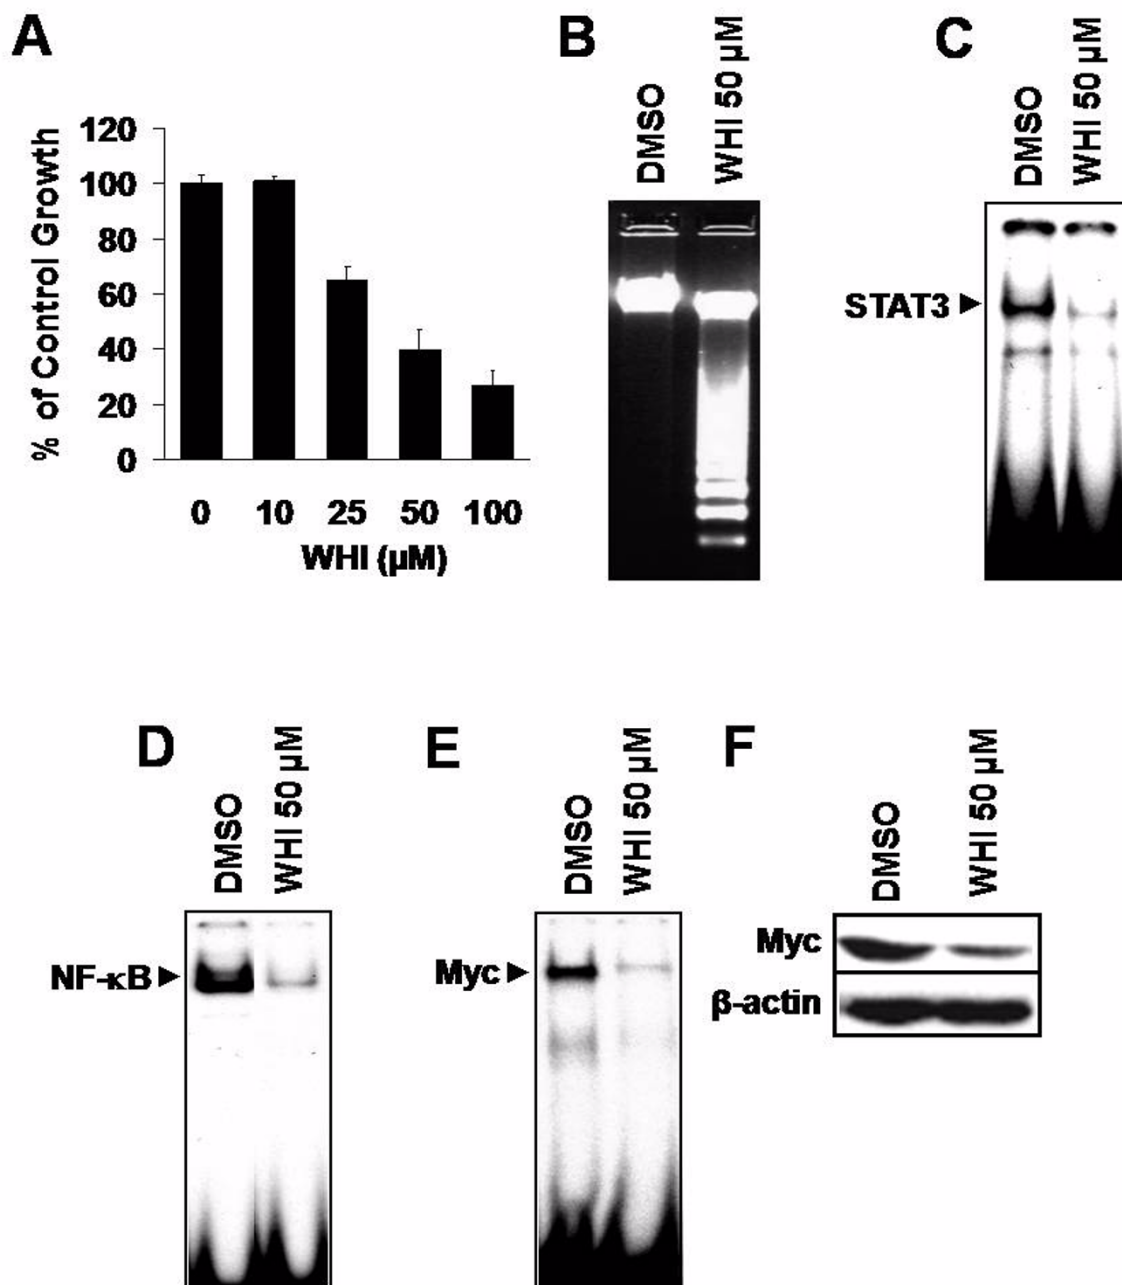 A
B
C
DMSO
WHI 50 µM
DMSO
WHI 50 µM
% of Control Growth
120
100
80
60
40
20
0
0 10 25 50 100
WHI (µM)
STAT3
D
E
F
DMSO
WHI 50 µM
DMSO
WHI 50 µM
DMSO
WHI 50 µM
NF-κB
Myc
Myc
β-actin